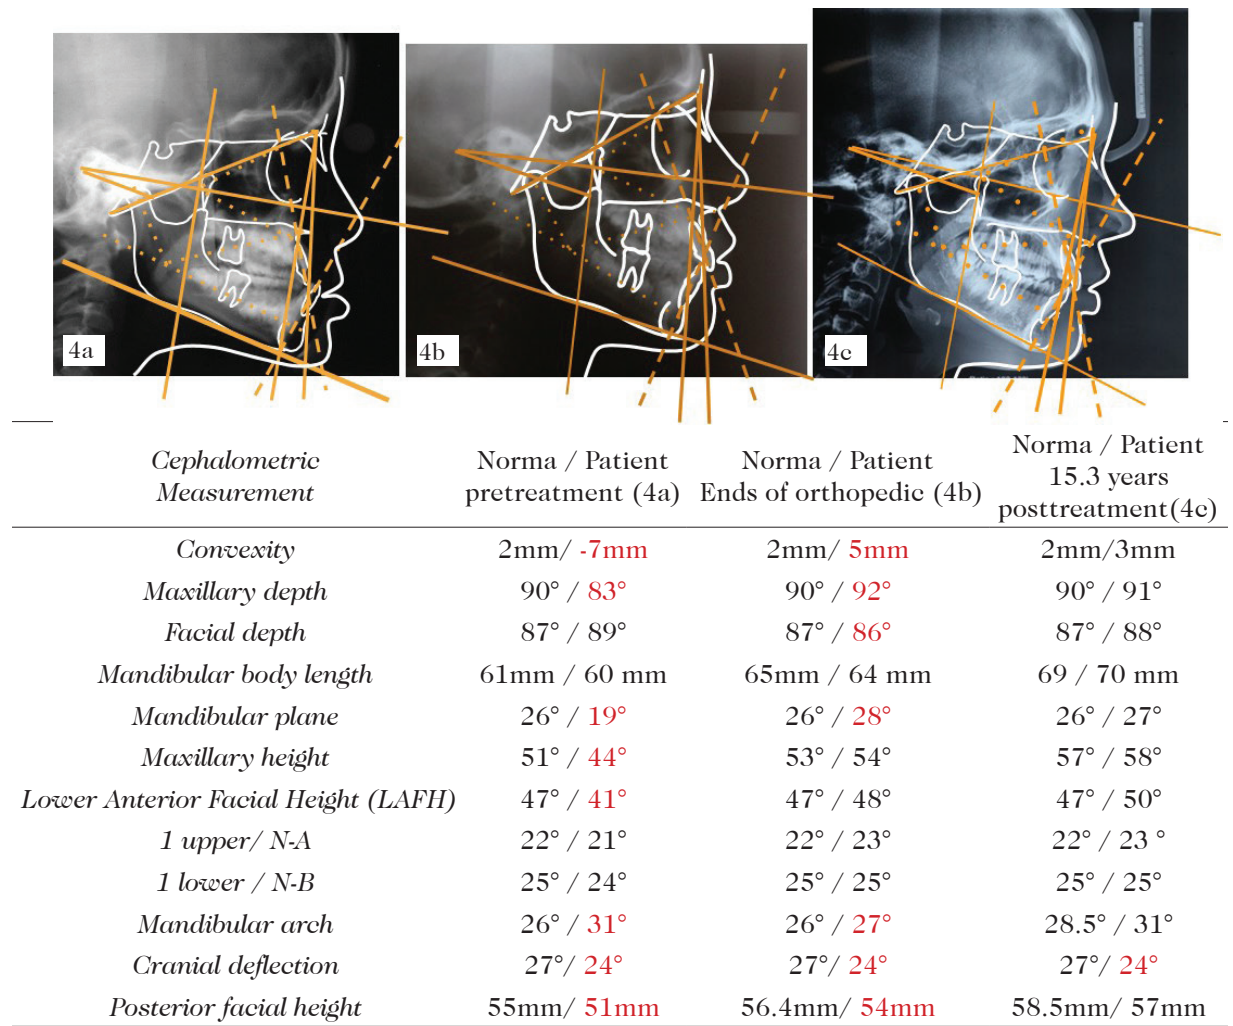 4a
4b
4c
Cephalometric Measurement
Norma / Patient pretreatment (4a)
Norma / Patient Ends of orthopedic (4b)
Norma / Patient 15.3 years posttreatment(4c)
Convexity 2mm/ -7mm 2mm/ 5mm 2mm/3mm
Maxillary depth 90° / 83° 90° / 92° 90° / 91°
Facial depth 87° / 89° 87° / 86° 87° / 88°
Mandibular body length 61mm / 60 mm 65mm / 64 mm 69 / 70 mm
Mandibular plane 26° / 19° 26° / 28° 26° / 27°
Maxillary height 51° / 44° 53° / 54° 57° / 58°
Lower Anterior Facial Height (LAFH) 47° / 41° 47° / 48° 47° / 50°
1 upper/ N-A 22° / 21° 22° / 23° 22° / 23 °
1 lower / N-B 25° / 24° 25° / 25° 25° / 25°
Mandibular arch 26° / 31° 26° / 27° 28.5° / 31°
Cranial deflection 27°/ 24° 27°/ 24° 27°/ 24°
Posterior facial height 55mm/ 51mm 56.4mm/ 54mm 58.5mm/ 57mm